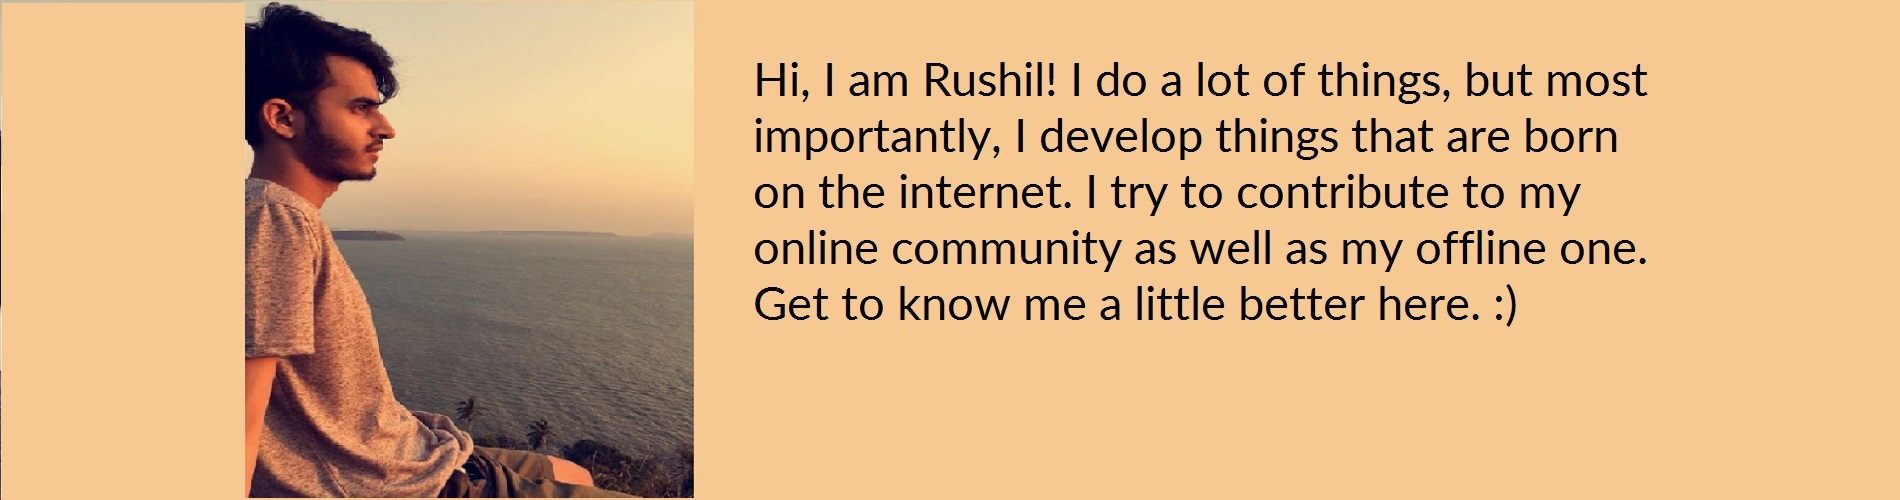 Hi, I am Rushil! I do a lot of things, but most
importantly, I develop things that are born
on the internet. I try to contribute to my
online community as well as my offline one.
Get to know me a little better here. :)